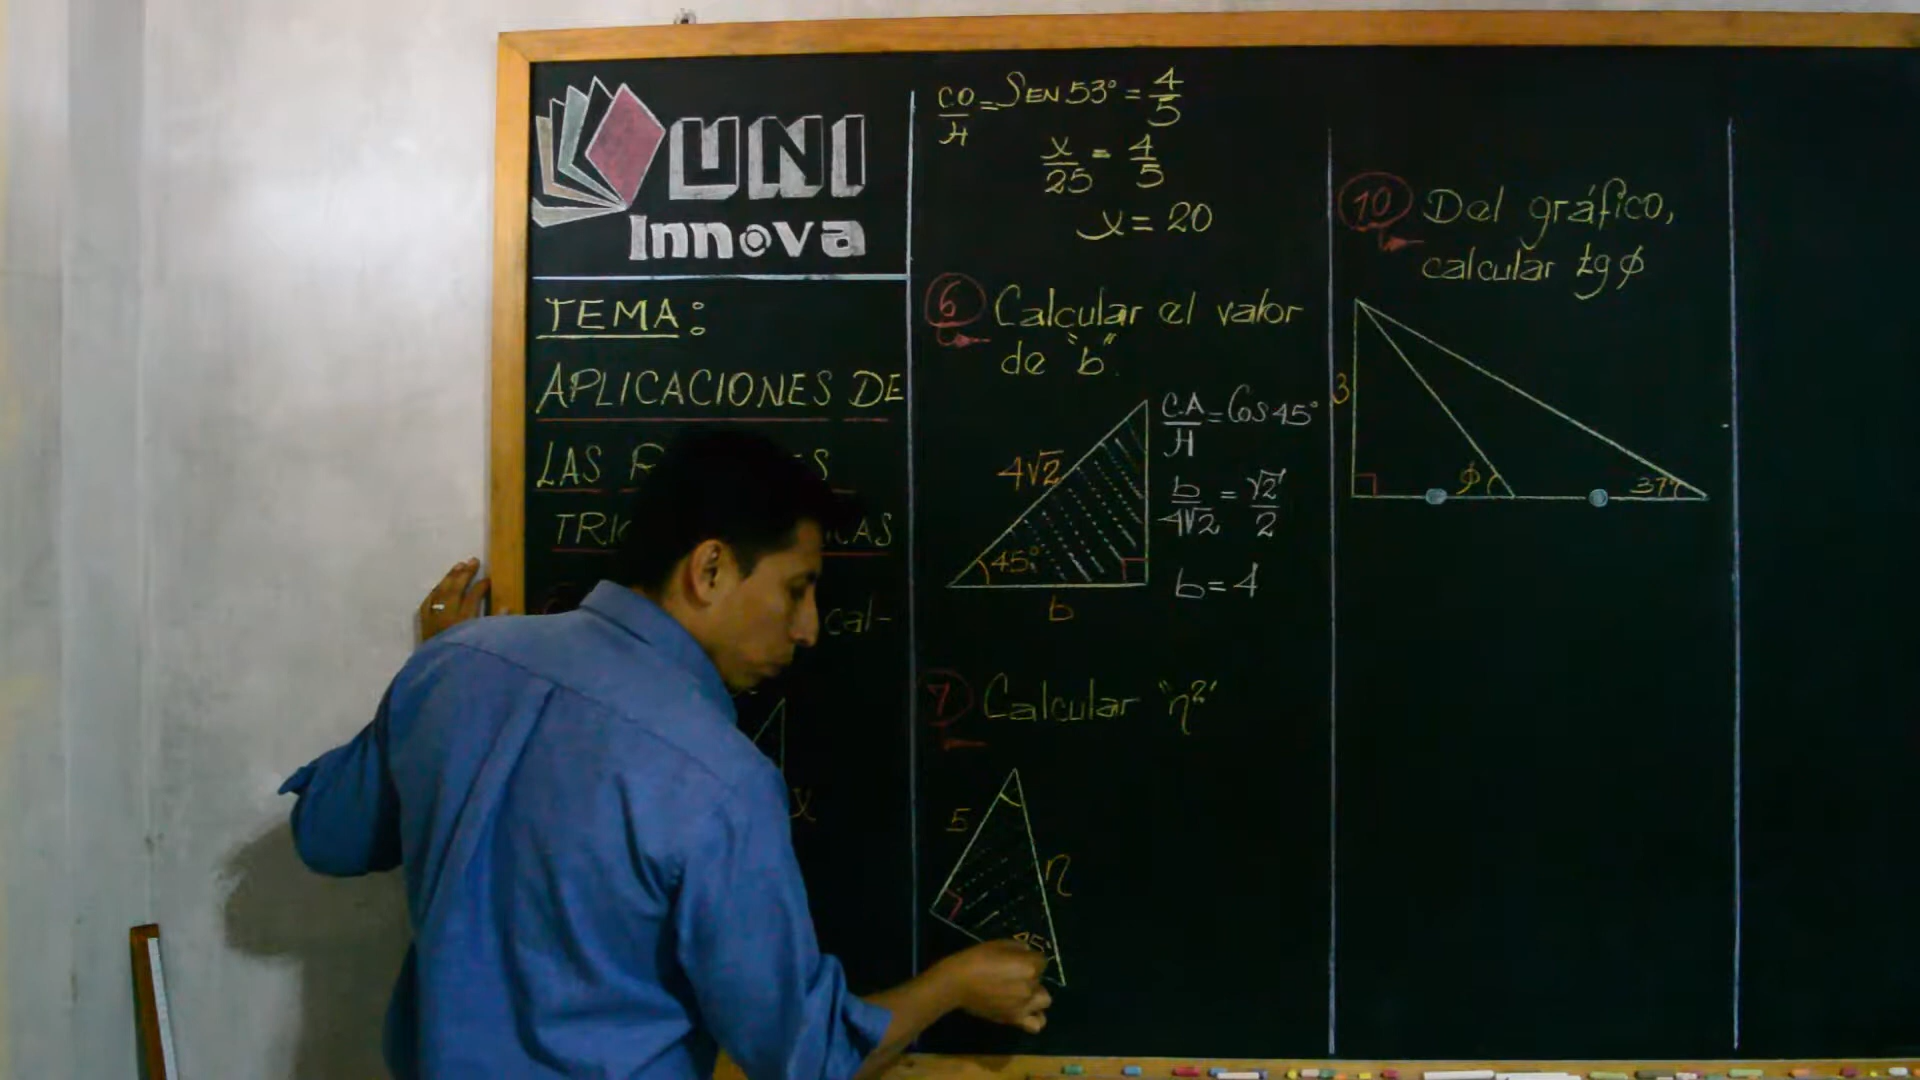 UNI
Innova
TEMA:
APLICACIONES DE
LAS
cal-
x
CO/H = SEN 53° = 4/5
x/25 = 4/5
x = 20
6 Calcular el valor
de "b".
4√2
45°
b
C.A/H = Cos 45°
b/4√2 = √2/2
b = 4
7 Calcular "η²"
5
η
45°
10 Del gráfico,
calcular tg ϕ
3
ϕ
37°